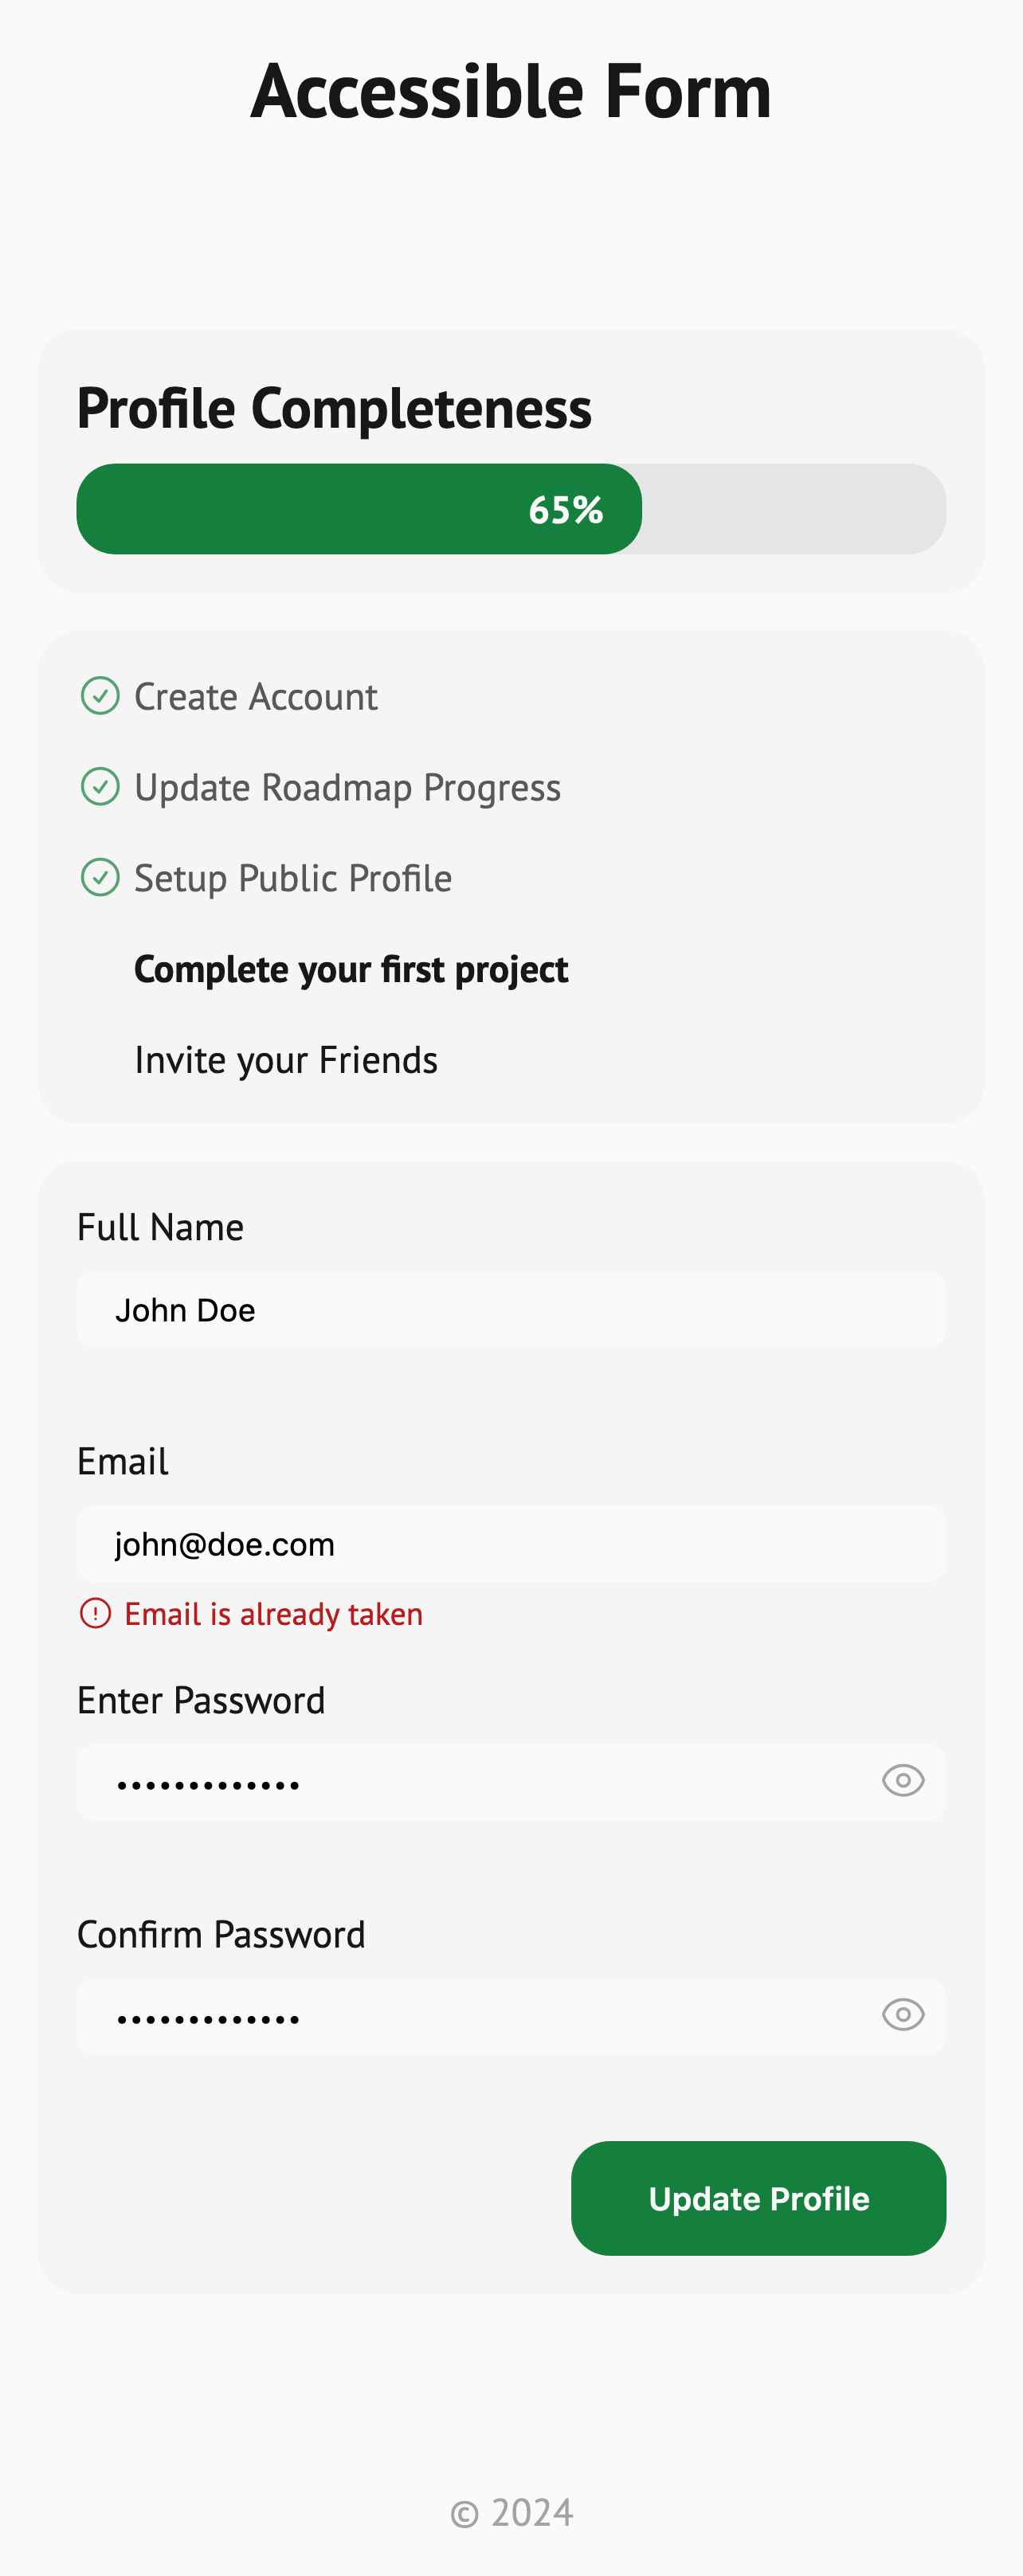 Accessible Form
Profile Completeness
65%
Create Account
Update Roadmap Progress
Setup Public Profile
Complete your first project
Invite your Friends
Full Name
John Doe
Email
john@doe.com
Email is already taken
Enter Password
•••••••••••••
Confirm Password
•••••••••••••
Update Profile
© 2024